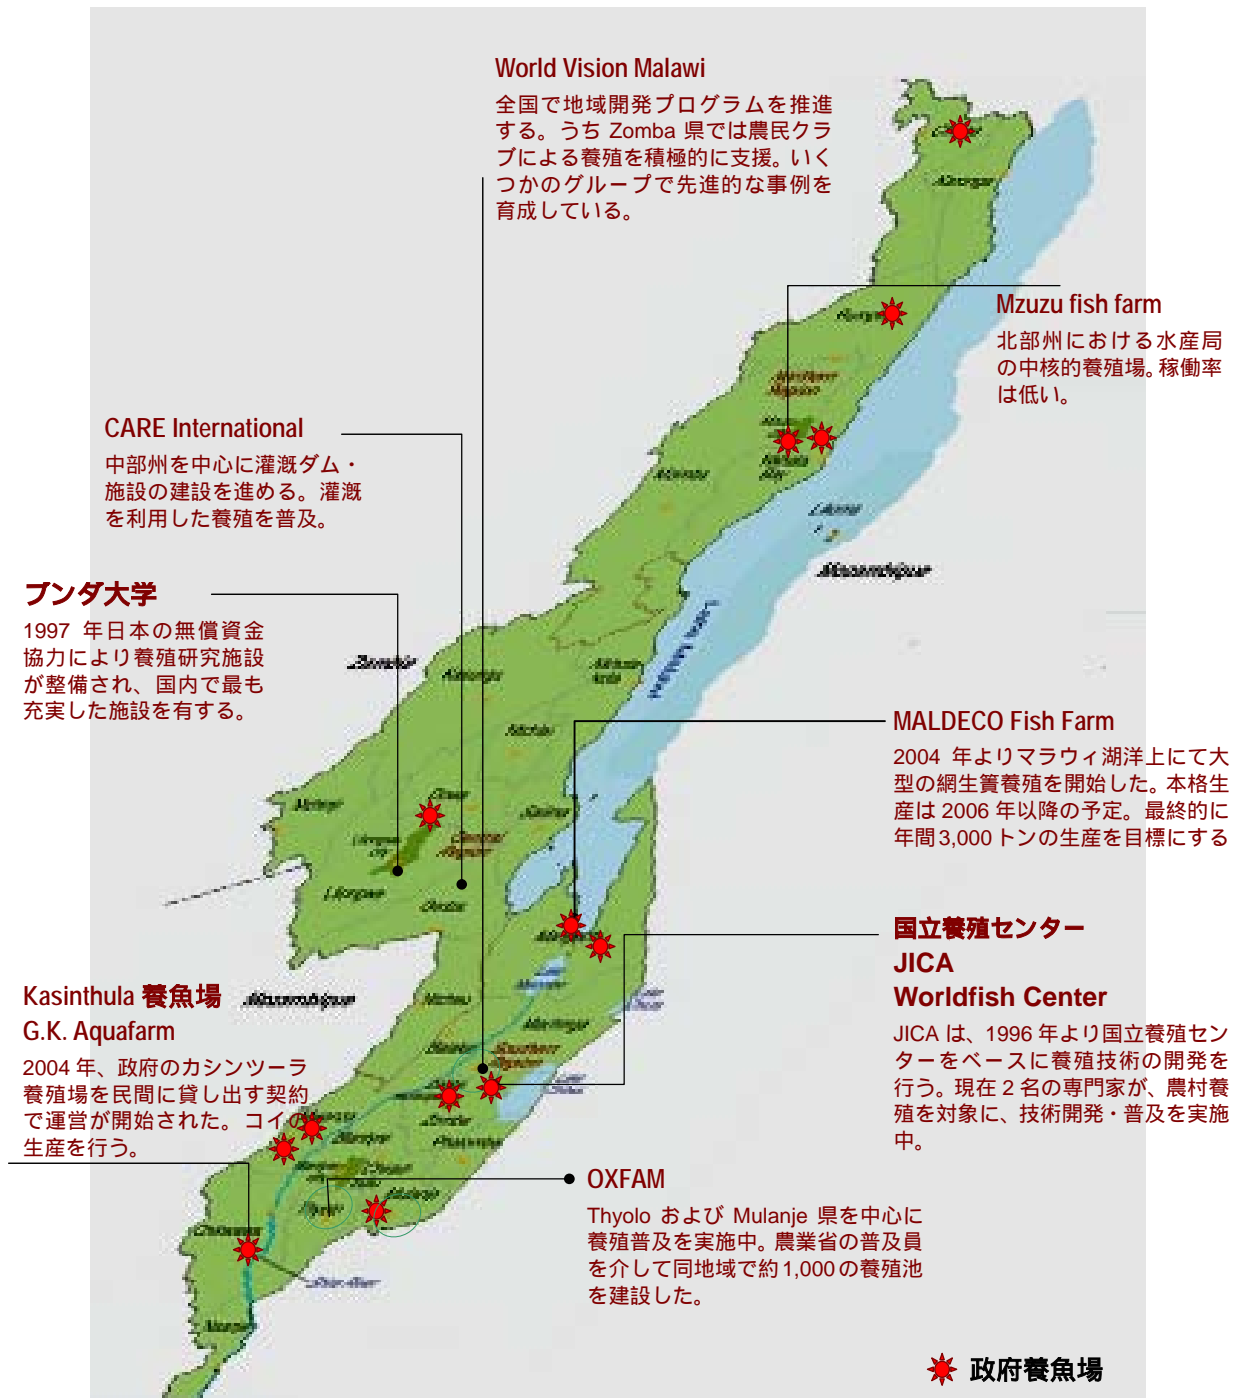 World Vision Malawi
全国で地域開発プログラムを推進
する。うち Zomba 県では農民クラ
ブによる養殖を積極的に支援。いく
つかのグループで先進的な事例を
育成している。
Mzuzu fish farm
北部州における水産局
の中核的養殖場。稼働率
は低い。
CARE International
中部州を中心に灌漑ダム・
施設の建設を進める。灌漑
を利用した養殖を普及。
ブンダ大学
1997 年日本の無償資金
協力により養殖研究施設
が整備され、国内で最も
充実した施設を有する。
MALDECO Fish Farm
2004 年よりマラウィ湖洋上にて大
型の網生簀養殖を開始した。本格生
産は 2006 年以降の予定。最終的に
年間3,000 トンの生産を目標にする
国立養殖センター
JICA
Worldfish Center
JICA は、1996 年より国立養殖セン
ターをベースに養殖技術の開発を
行う。現在 2 名の専門家が、農村養
殖を対象に、技術開発・普及を実施
中。
Kasinthula 養魚場
G.K. Aquafarm
2004 年、政府のカシンツーラ
養殖場を民間に貸し出す契約
で運営が開始された。コイの
生産を行う。
OXFAM
Thyolo および Mulanje 県を中心に
養殖普及を実施中。農業省の普及員
を介して同地域で約1,000の養殖池
を建設した。
政府養魚場
Mozambique
Zambia
Lake Malawi
Mozambique
Lilongwe
Northern
Region
Central
Region
Southern
Region